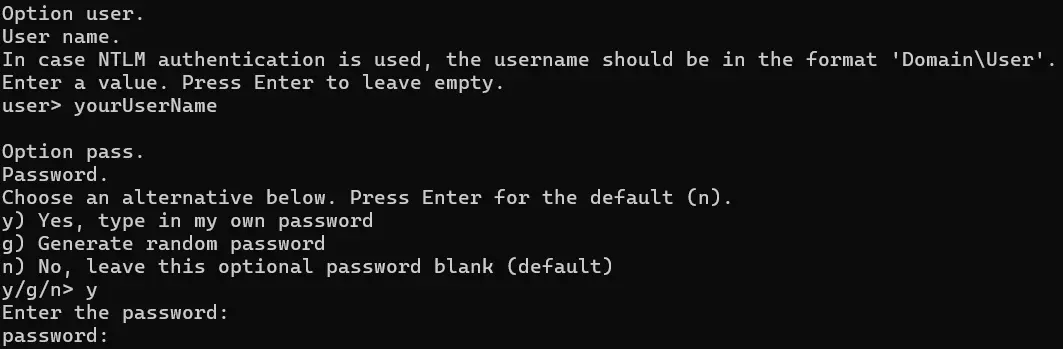 Option user.
User name.
In case NTLM authentication is used, the username should be in the format 'Domain\User'.
Enter a value. Press Enter to leave empty.
user> yourUserName
Option pass.
Password.
Choose an alternative below. Press Enter for the default (n).
y) Yes, type in my own password
g) Generate random password
n) No, leave this optional password blank (default)
y/g/n> y
Enter the password:
password: